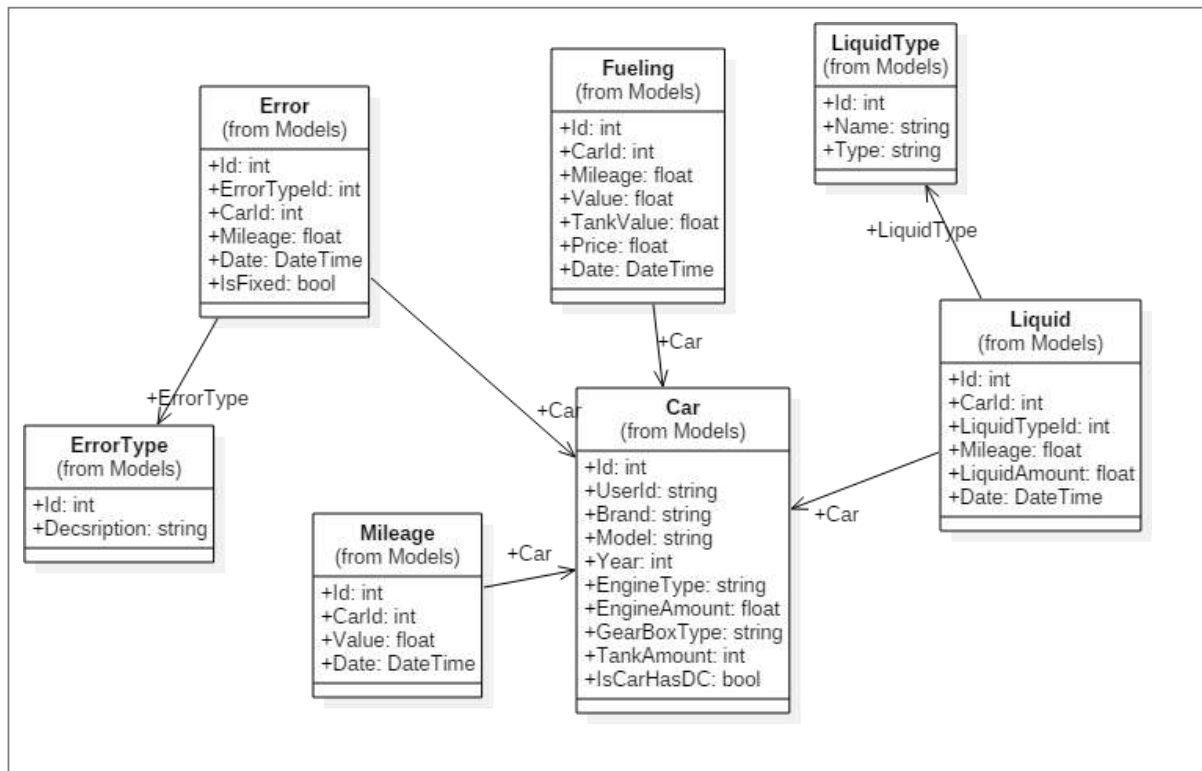 LiquidType
(from Models)
+Id: int
+Name: string
+Type: string
Fueling
(from Models)
+Id: int
+CarId: int
+Mileage: float
+Value: float
+TankValue: float
+Price: float
+Date: DateTime
Error
(from Models)
+Id: int
+ErrorTypeId: int
+CarId: int
+Mileage: float
+Date: DateTime
+IsFixed: bool
+LiquidType
Liquid
(from Models)
+Id: int
+CarId: int
+LiquidTypeId: int
+Mileage: float
+LiquidAmount: float
+Date: DateTime
+Car
+ErrorType
+Car
+Car
ErrorType
(from Models)
+Id: int
+Decsription: string
Car
(from Models)
+Id: int
+UserId: string
+Brand: string
+Model: string
+Year: int
+EngineType: string
+EngineAmount: float
+GearBoxType: string
+TankAmount: int
+IsCarHasDC: bool
Mileage
(from Models)
+Id: int
+CarId: int
+Value: float
+Date: DateTime
+Car